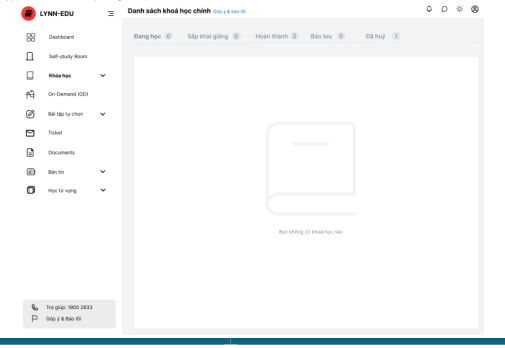 LYNN-EDU
Danh sách khoá học chính Góp ý & báo lỗi
Dashboard
Self-study Room
Khóa học
On-Demand (OD)
Bài tập tự chọn
Ticket
Documents
Bản tin
Học từ vựng
Trợ giúp: 1900 2833
Góp ý & Báo lỗi
Đang học 0 Sắp khai giảng 0 Hoàn thành 2 Bảo lưu 0 Đã huỷ 1
Bạn không có khoá học nào